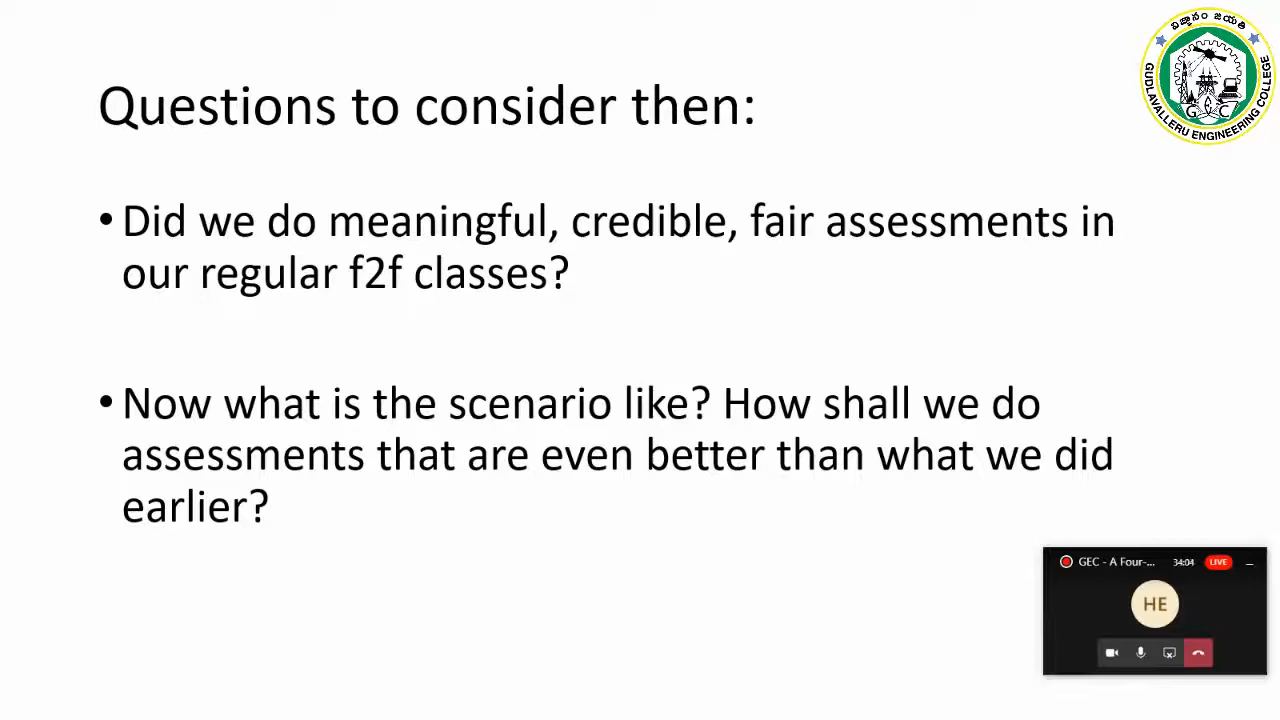 విజ్ఞానం జయతి
GUDLAVALLERU ENGINEERING COLLEGE
G C
Questions to consider then:
• Did we do meaningful, credible, fair assessments in
our regular f2f classes?
• Now what is the scenario like? How shall we do
assessments that are even better than what we did
earlier?
GEC - A Four-... 34:04 LIVE
HE